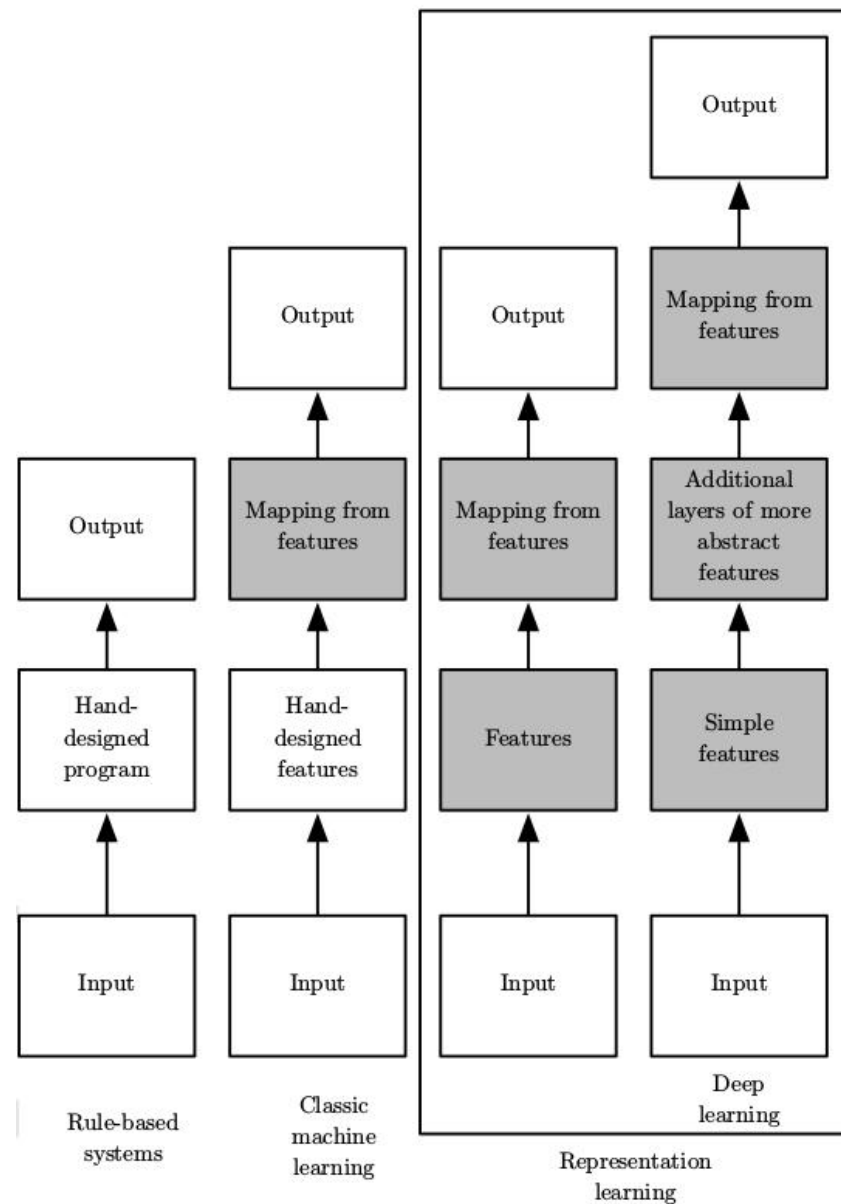 Output
Output
Output
Mapping from
features
Output
Mapping from
features
Mapping from
features
Additional
layers of more
abstract
features
Hand-
designed
program
Hand-
designed
features
Features
Simple
features
Input
Input
Input
Input
Rule-based
systems
Classic
machine
learning
Deep
learning
Representation
learning